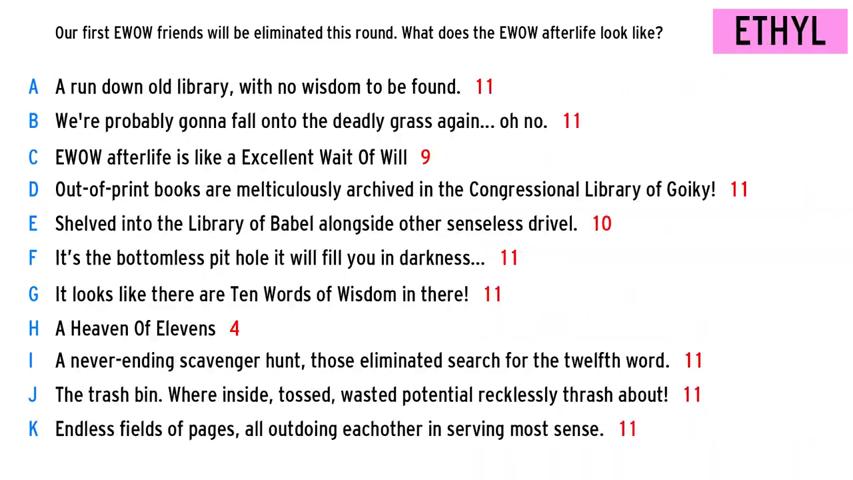 Our first EWOW friends will be eliminated this round. What does the EWOW afterlife look like?
ETHYL
A A run down old library, with no wisdom to be found. 11
B We're probably gonna fall onto the deadly grass again... oh no. 11
C EWOW afterlife is like a Excellent Wait Of Will 9
D Out-of-print books are melticulously archived in the Congressional Library of Goiky! 11
E Shelved into the Library of Babel alongside other senseless drivel. 10
F It's the bottomless pit hole it will fill you in darkness... 11
G It looks like there are Ten Words of Wisdom in there! 11
H A Heaven Of Elevens 4
I A never-ending scavenger hunt, those eliminated search for the twelfth word. 11
J The trash bin. Where inside, tossed, wasted potential recklessly thrash about! 11
K Endless fields of pages, all outdoing eachother in serving most sense. 11